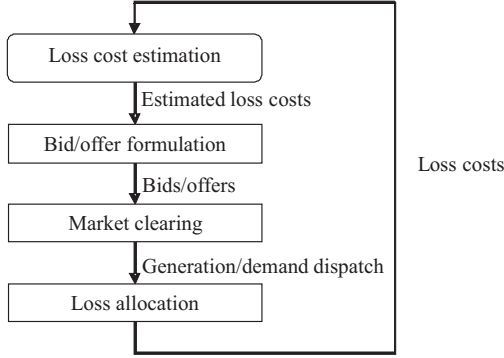 Loss cost estimation
Estimated loss costs
Bid/offer formulation
Loss costs
Bids/offers
Market clearing
Generation/demand dispatch
Loss allocation